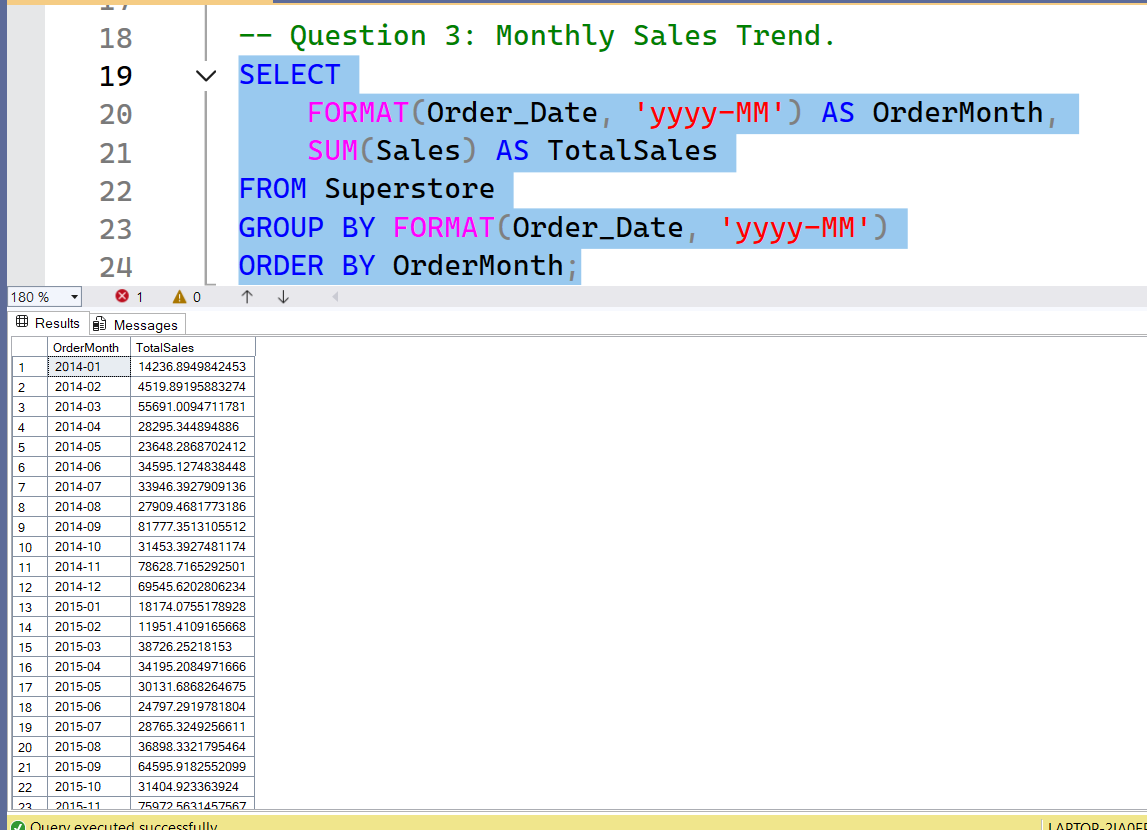 17
18 -- Question 3: Monthly Sales Trend.
19 SELECT
20 FORMAT(Order_Date, 'yyyy-MM') AS OrderMonth,
21 SUM(Sales) AS TotalSales
22 FROM Superstore
23 GROUP BY FORMAT(Order_Date, 'yyyy-MM')
24 ORDER BY OrderMonth;
180 % 1 0
Results Messages
OrderMonth TotalSales
1 2014-01 14236.8949842453
2 2014-02 4519.89195883274
3 2014-03 55691.0094711781
4 2014-04 28295.344894886
5 2014-05 23648.2868702412
6 2014-06 34595.1274838448
7 2014-07 33946.3927909136
8 2014-08 27909.4681773186
9 2014-09 81777.3513105512
10 2014-10 31453.3927481174
11 2014-11 78628.7165292501
12 2014-12 69545.6202806234
13 2015-01 18174.0755178928
14 2015-02 11951.4109165668
15 2015-03 38726.25218153
16 2015-04 34195.2084971666
17 2015-05 30131.6868264675
18 2015-06 24797.2919781804
19 2015-07 28765.3249256611
20 2015-08 36898.3321795464
21 2015-09 64595.9182552099
22 2015-10 31404.923363924
23 2015-11 75972.5631457567
Query executed successfully